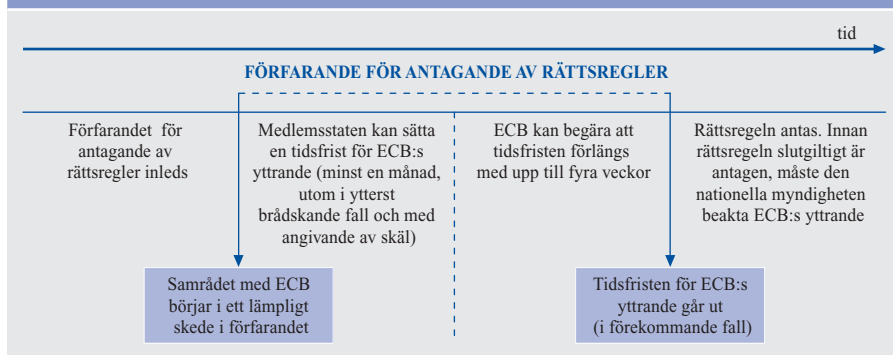 tid
FÖRFARANDE FÖR ANTAGANDE AV RÄTTSREGLER
Förfarandet för
antagande av
rättsregler inleds
Medlemsstaten kan sätta
en tidsfrist för ECB:s
yttrande (minst en månad,
utom i ytterst
brådskande fall och med
angivande av skäl)
ECB kan begära att
tidsfristen förlängs
med upp till fyra veckor
Rättsregeln antas. Innan
rättsregeln slutgiltigt är
antagen, måste den
nationella myndigheten
beakta ECB:s yttrande
Samrådet med ECB
börjar i ett lämpligt
skede i förfarandet
Tidsfristen för ECB:s
yttrande går ut
(i förekommande fall)